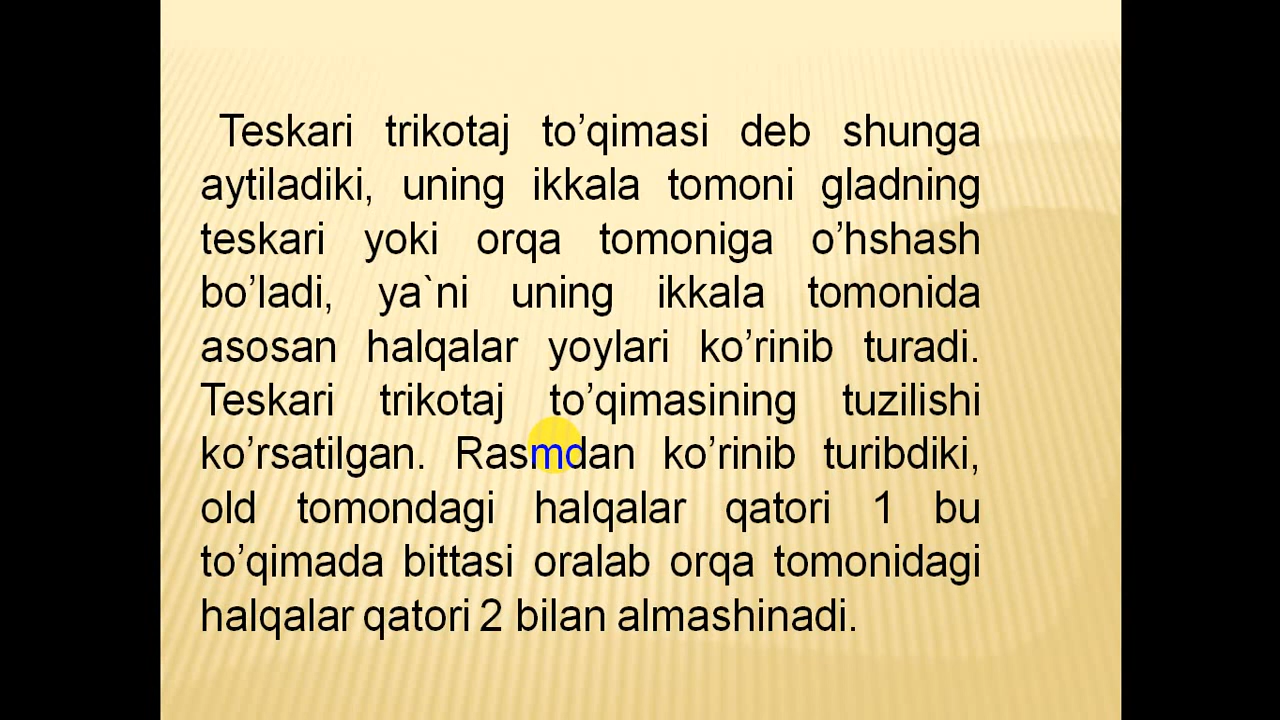 Teskari trikotaj to’qimasi deb shunga
aytiladiki, uning ikkala tomoni gladning
teskari yoki orqa tomoniga o’hshash
bo’ladi, ya`ni uning ikkala tomonida
asosan halqalar yoylari ko’rinib turadi.
Teskari trikotaj to’qimasining tuzilishi
ko’rsatilgan. Rasmdan ko’rinib turibdiki,
old tomondagi halqalar qatori 1 bu
to’qimada bittasi oralab orqa tomonidagi
halqalar qatori 2 bilan almashinadi.